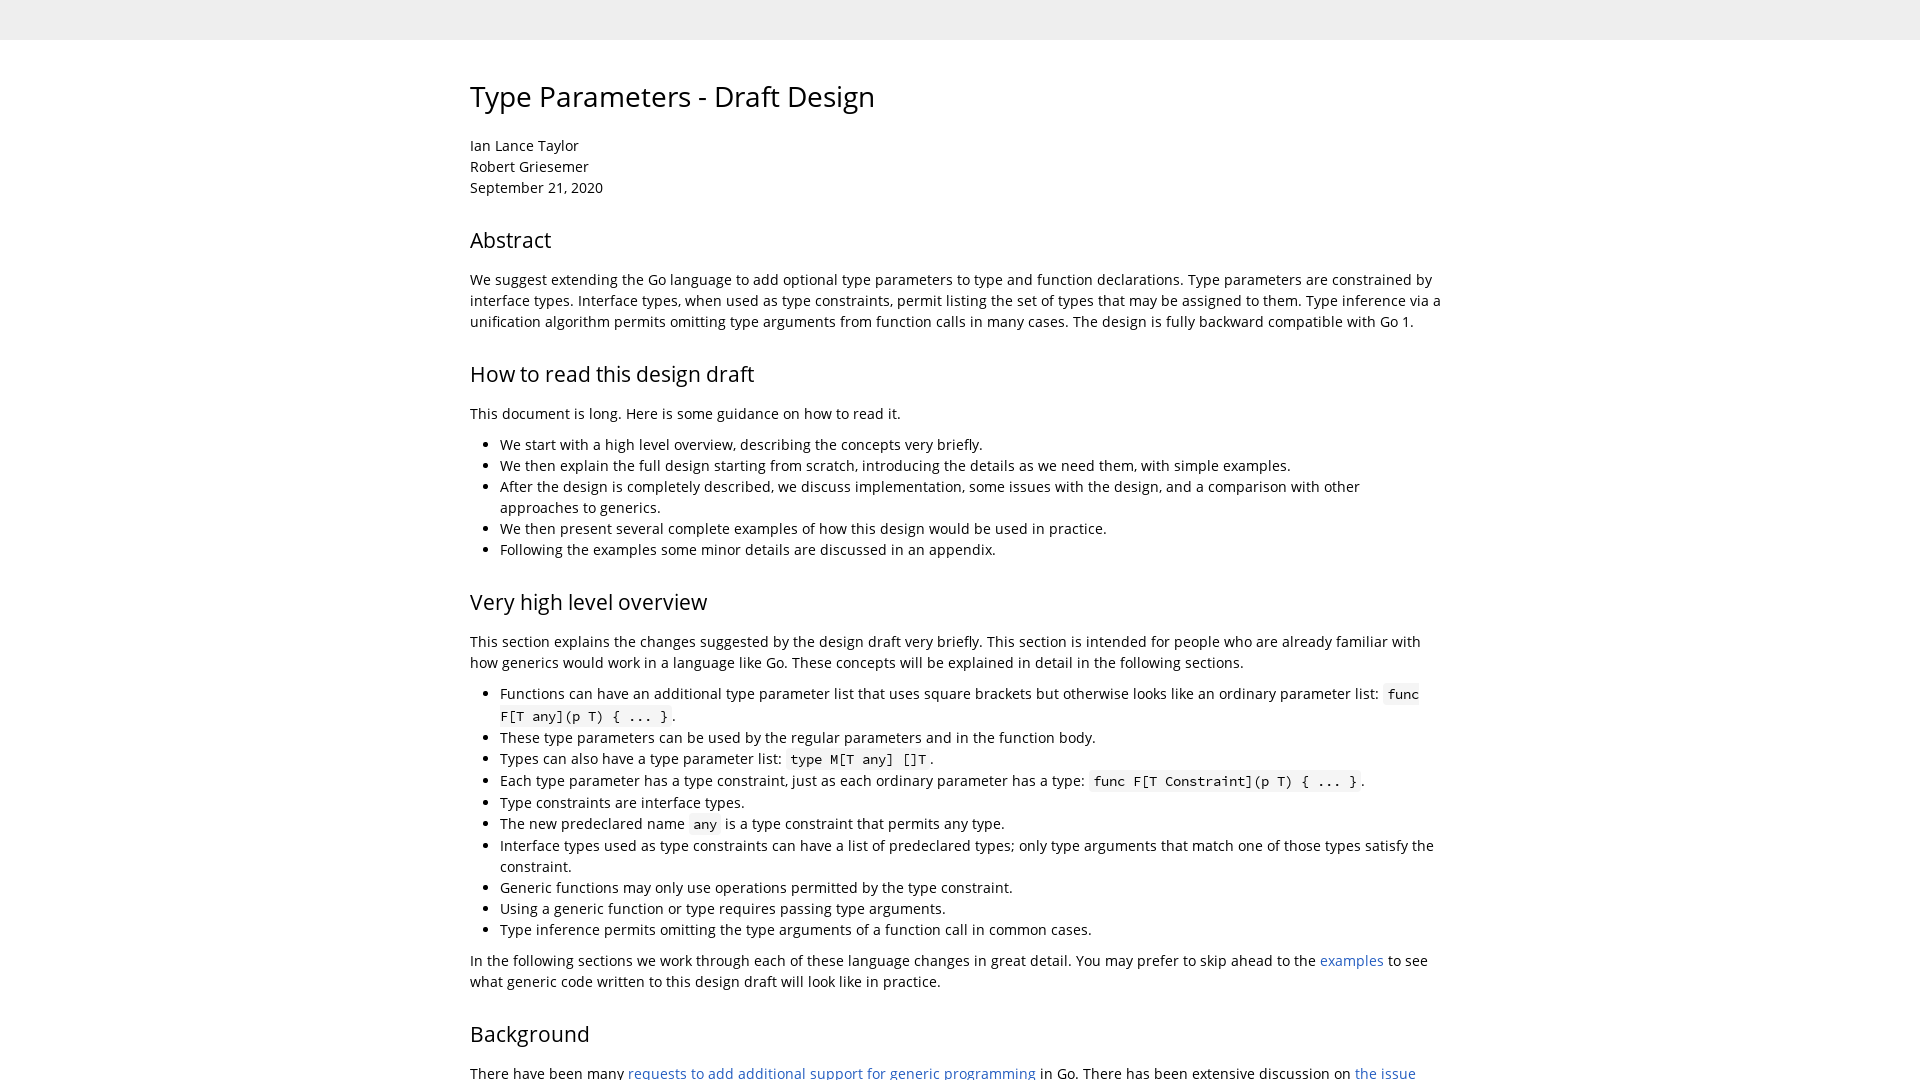 Type Parameters - Draft Design
Ian Lance Taylor
Robert Griesemer
September 21, 2020
Abstract
We suggest extending the Go language to add optional type parameters to type and function declarations. Type parameters are constrained by
interface types. Interface types, when used as type constraints, permit listing the set of types that may be assigned to them. Type inference via a
unification algorithm permits omitting type arguments from function calls in many cases. The design is fully backward compatible with Go 1.
How to read this design draft
This document is long. Here is some guidance on how to read it.
• We start with a high level overview, describing the concepts very briefly.
• We then explain the full design starting from scratch, introducing the details as we need them, with simple examples.
• After the design is completely described, we discuss implementation, some issues with the design, and a comparison with other
approaches to generics.
• We then present several complete examples of how this design would be used in practice.
• Following the examples some minor details are discussed in an appendix.
Very high level overview
This section explains the changes suggested by the design draft very briefly. This section is intended for people who are already familiar with
how generics would work in a language like Go. These concepts will be explained in detail in the following sections.
• Functions can have an additional type parameter list that uses square brackets but otherwise looks like an ordinary parameter list: func
F[T any](p T) { ... }.
• These type parameters can be used by the regular parameters and in the function body.
• Types can also have a type parameter list: type M[T any] []T.
• Each type parameter has a type constraint, just as each ordinary parameter has a type: func F[T Constraint](p T) { ... }.
• Type constraints are interface types.
• The new predeclared name any is a type constraint that permits any type.
• Interface types used as type constraints can have a list of predeclared types; only type arguments that match one of those types satisfy the
constraint.
• Generic functions may only use operations permitted by the type constraint.
• Using a generic function or type requires passing type arguments.
• Type inference permits omitting the type arguments of a function call in common cases.
In the following sections we work through each of these language changes in great detail. You may prefer to skip ahead to the examples to see
what generic code written to this design draft will look like in practice.
Background
There have been many requests to add additional support for generic programming in Go. There has been extensive discussion on the issue